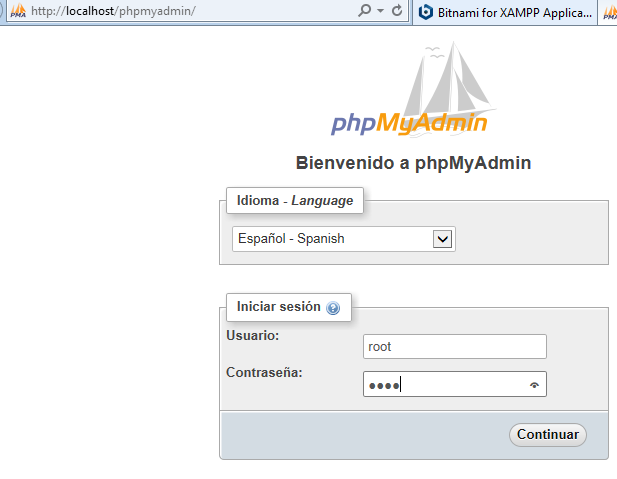 http://localhost/phpmyadmin/
Bitnami for XAMPP Applica...
PMA
phpMyAdmin
Bienvenido a phpMyAdmin
Idioma - Language
Español - Spanish
Iniciar sesión
Usuario:
root
Contraseña:
••••
Continuar